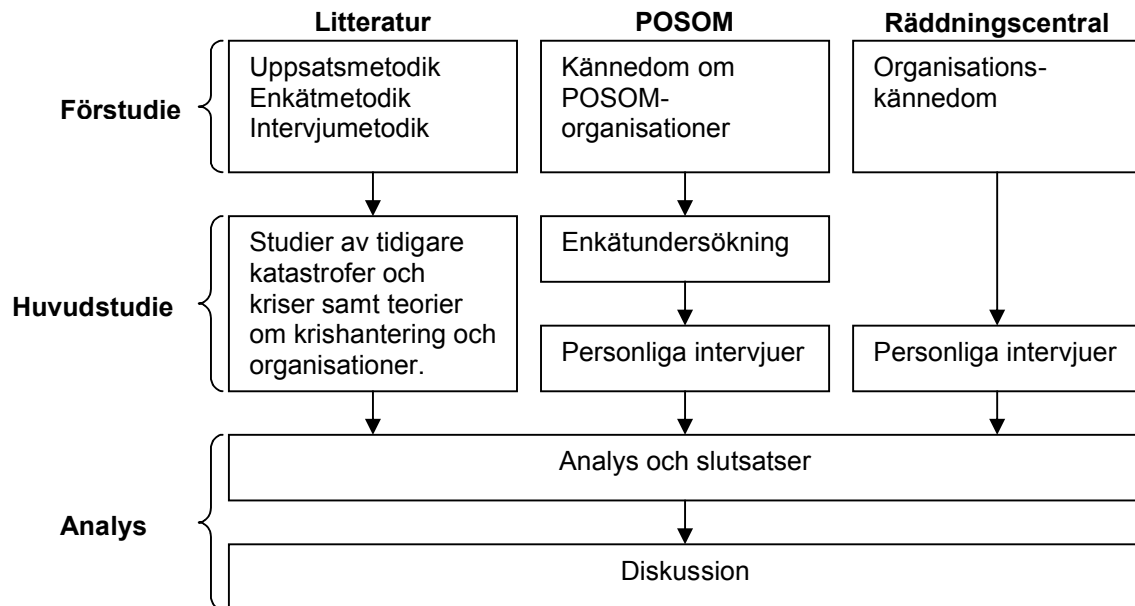 Litteratur
POSOM
Räddningscentral
Förstudie
Uppsatsmetodik
Enkätmetodik
Intervjumetodik
Kännedom om
POSOM-
organisationer
Organisations-
kännedom
Huvudstudie
Studier av tidigare
katastrofer och
kriser samt teorier
om krishantering och
organisationer.
Enkätundersökning
Personliga intervjuer
Personliga intervjuer
Analys
Analys och slutsatser
Diskussion